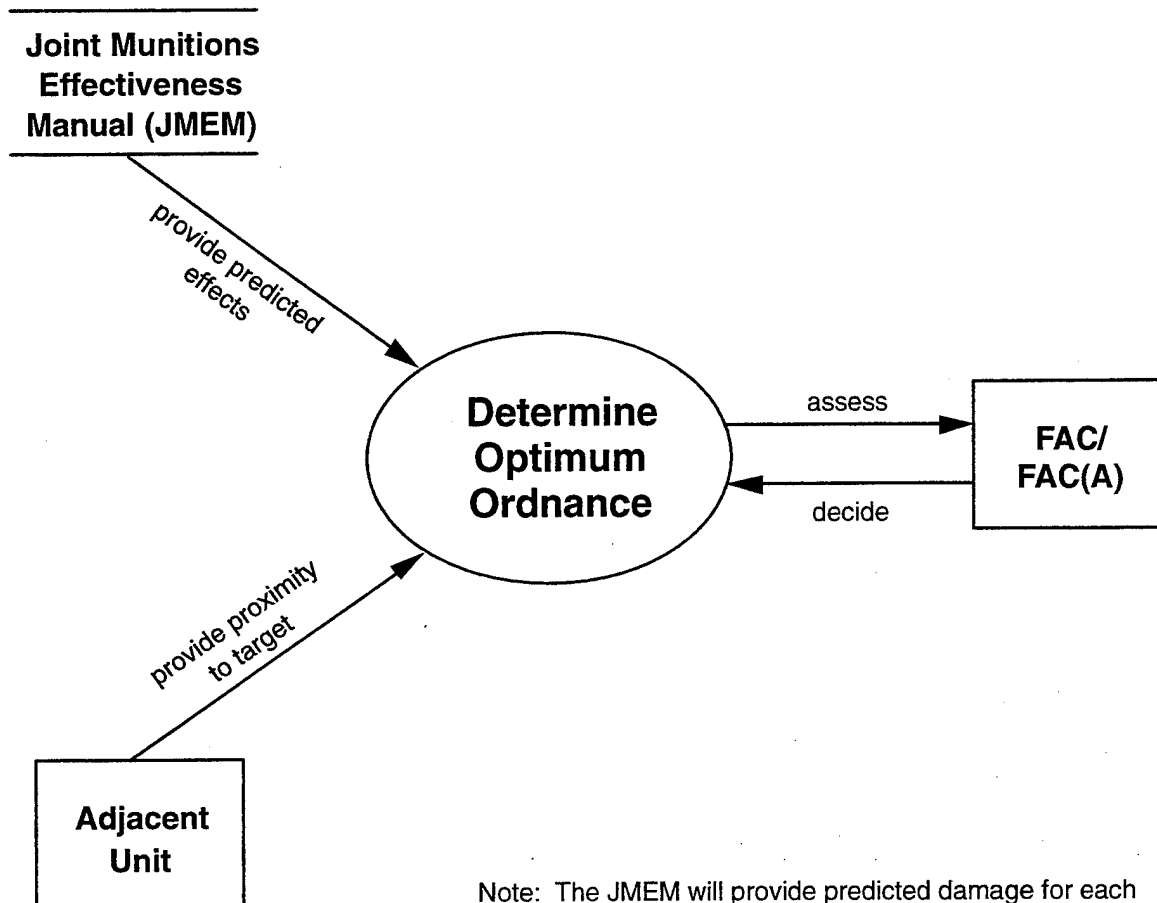 Joint Munitions
Effectiveness
Manual (JMEM)
provide predicted
effects
Determine
Optimum
Ordnance
assess
decide
FAC/
FAC(A)
provide proximity
to target
Adjacent
Unit
Note: The JMEM will provide predicted damage for each